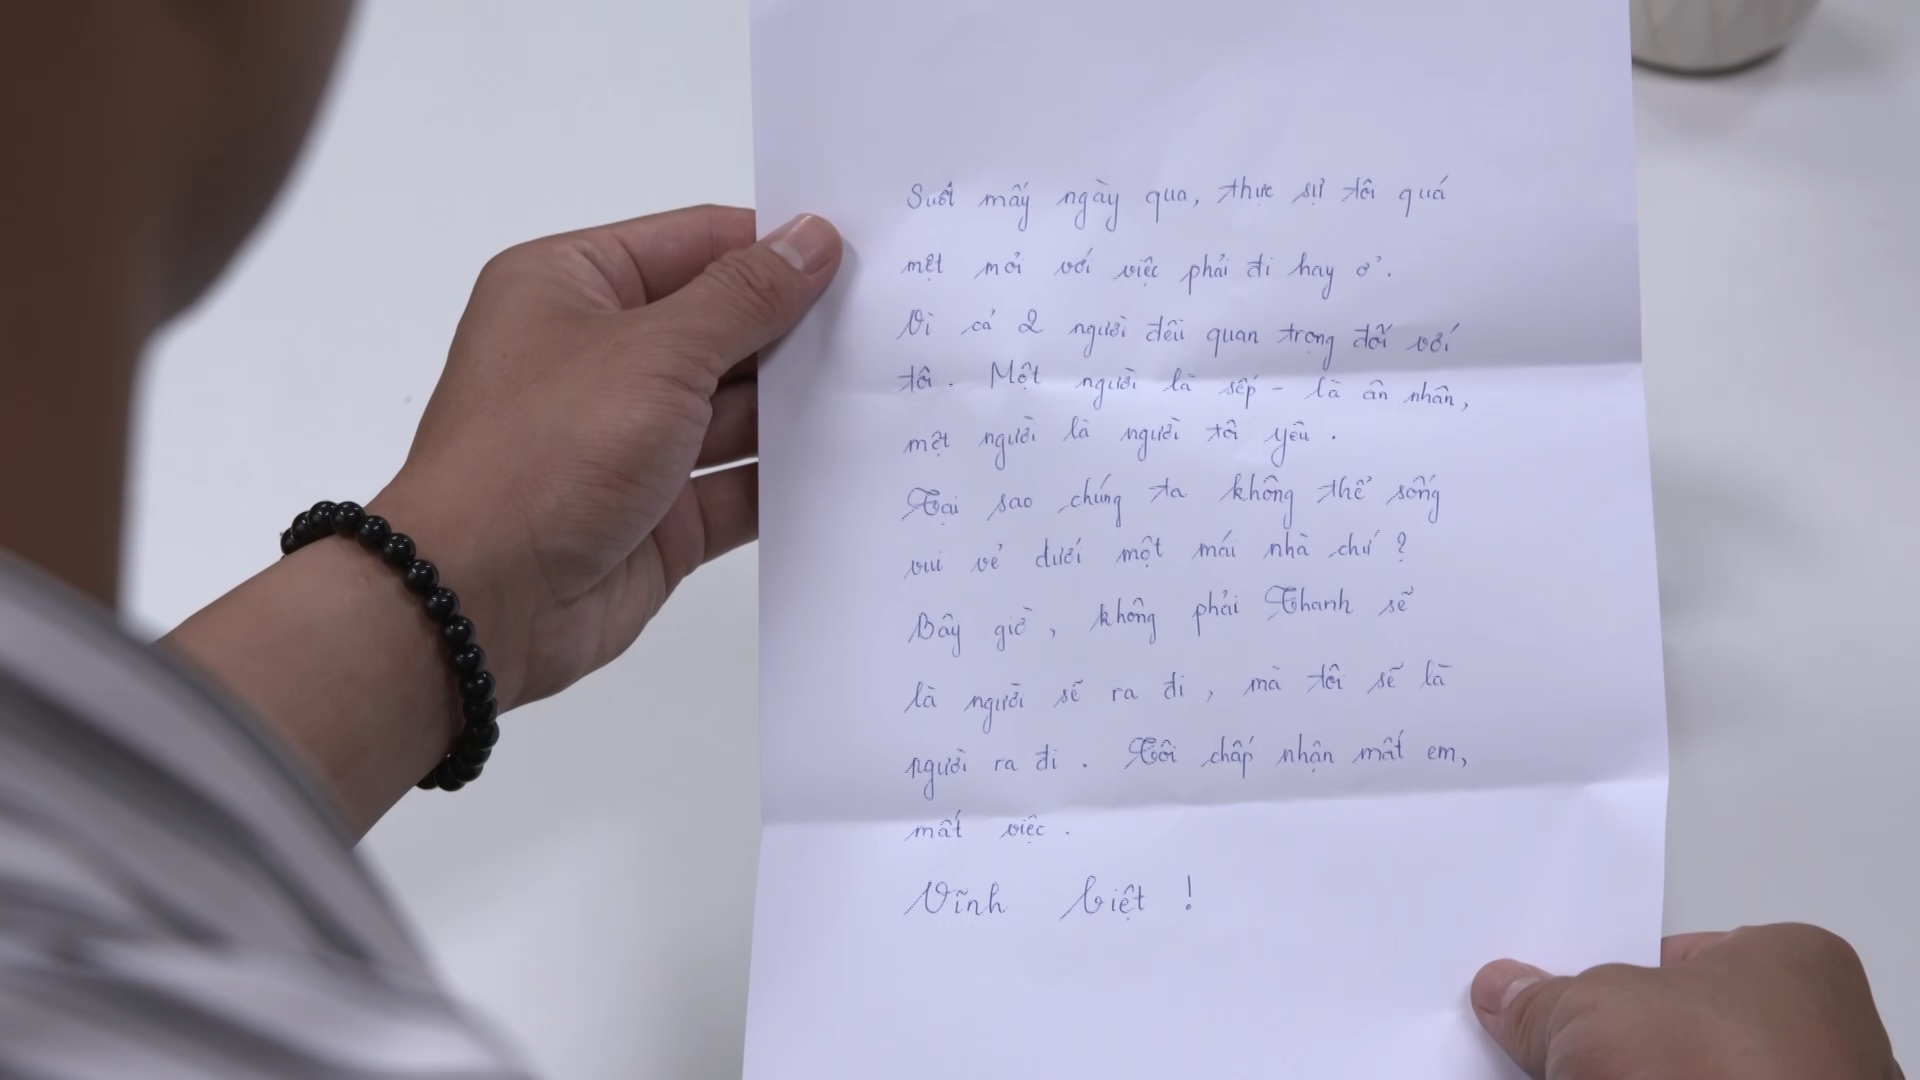 Suốt mấy ngày qua, thực sự tôi quá
mệt mỏi với việc phải đi hay ở.
Vì cả 2 người đều quan trọng đối với
tôi. Một người là sếp - là ân nhân,
một người là người tôi yêu.
Tại sao chúng ta không thể sống
vui vẻ dưới một mái nhà chứ?
Bây giờ, không phải Thanh sẽ
là người sẽ ra đi, mà tôi sẽ là
người ra đi. Tôi chấp nhận mất em,
mất việc.
Vĩnh biệt!